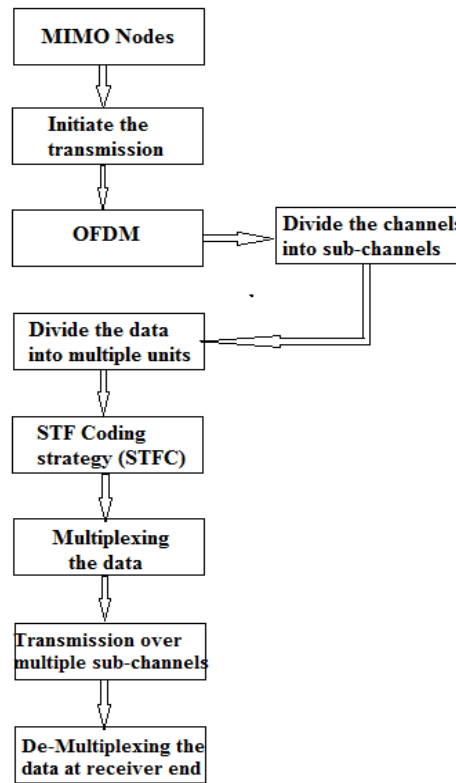 MIMO Nodes
Initiate the
transmission
OFDM
Divide the channels
into sub-channels
Divide the data
into multiple units
STF Coding
strategy (STFC)
Multiplexing
the data
Transmission over
multiple sub-channels
De-Multiplexing the
data at receiver end